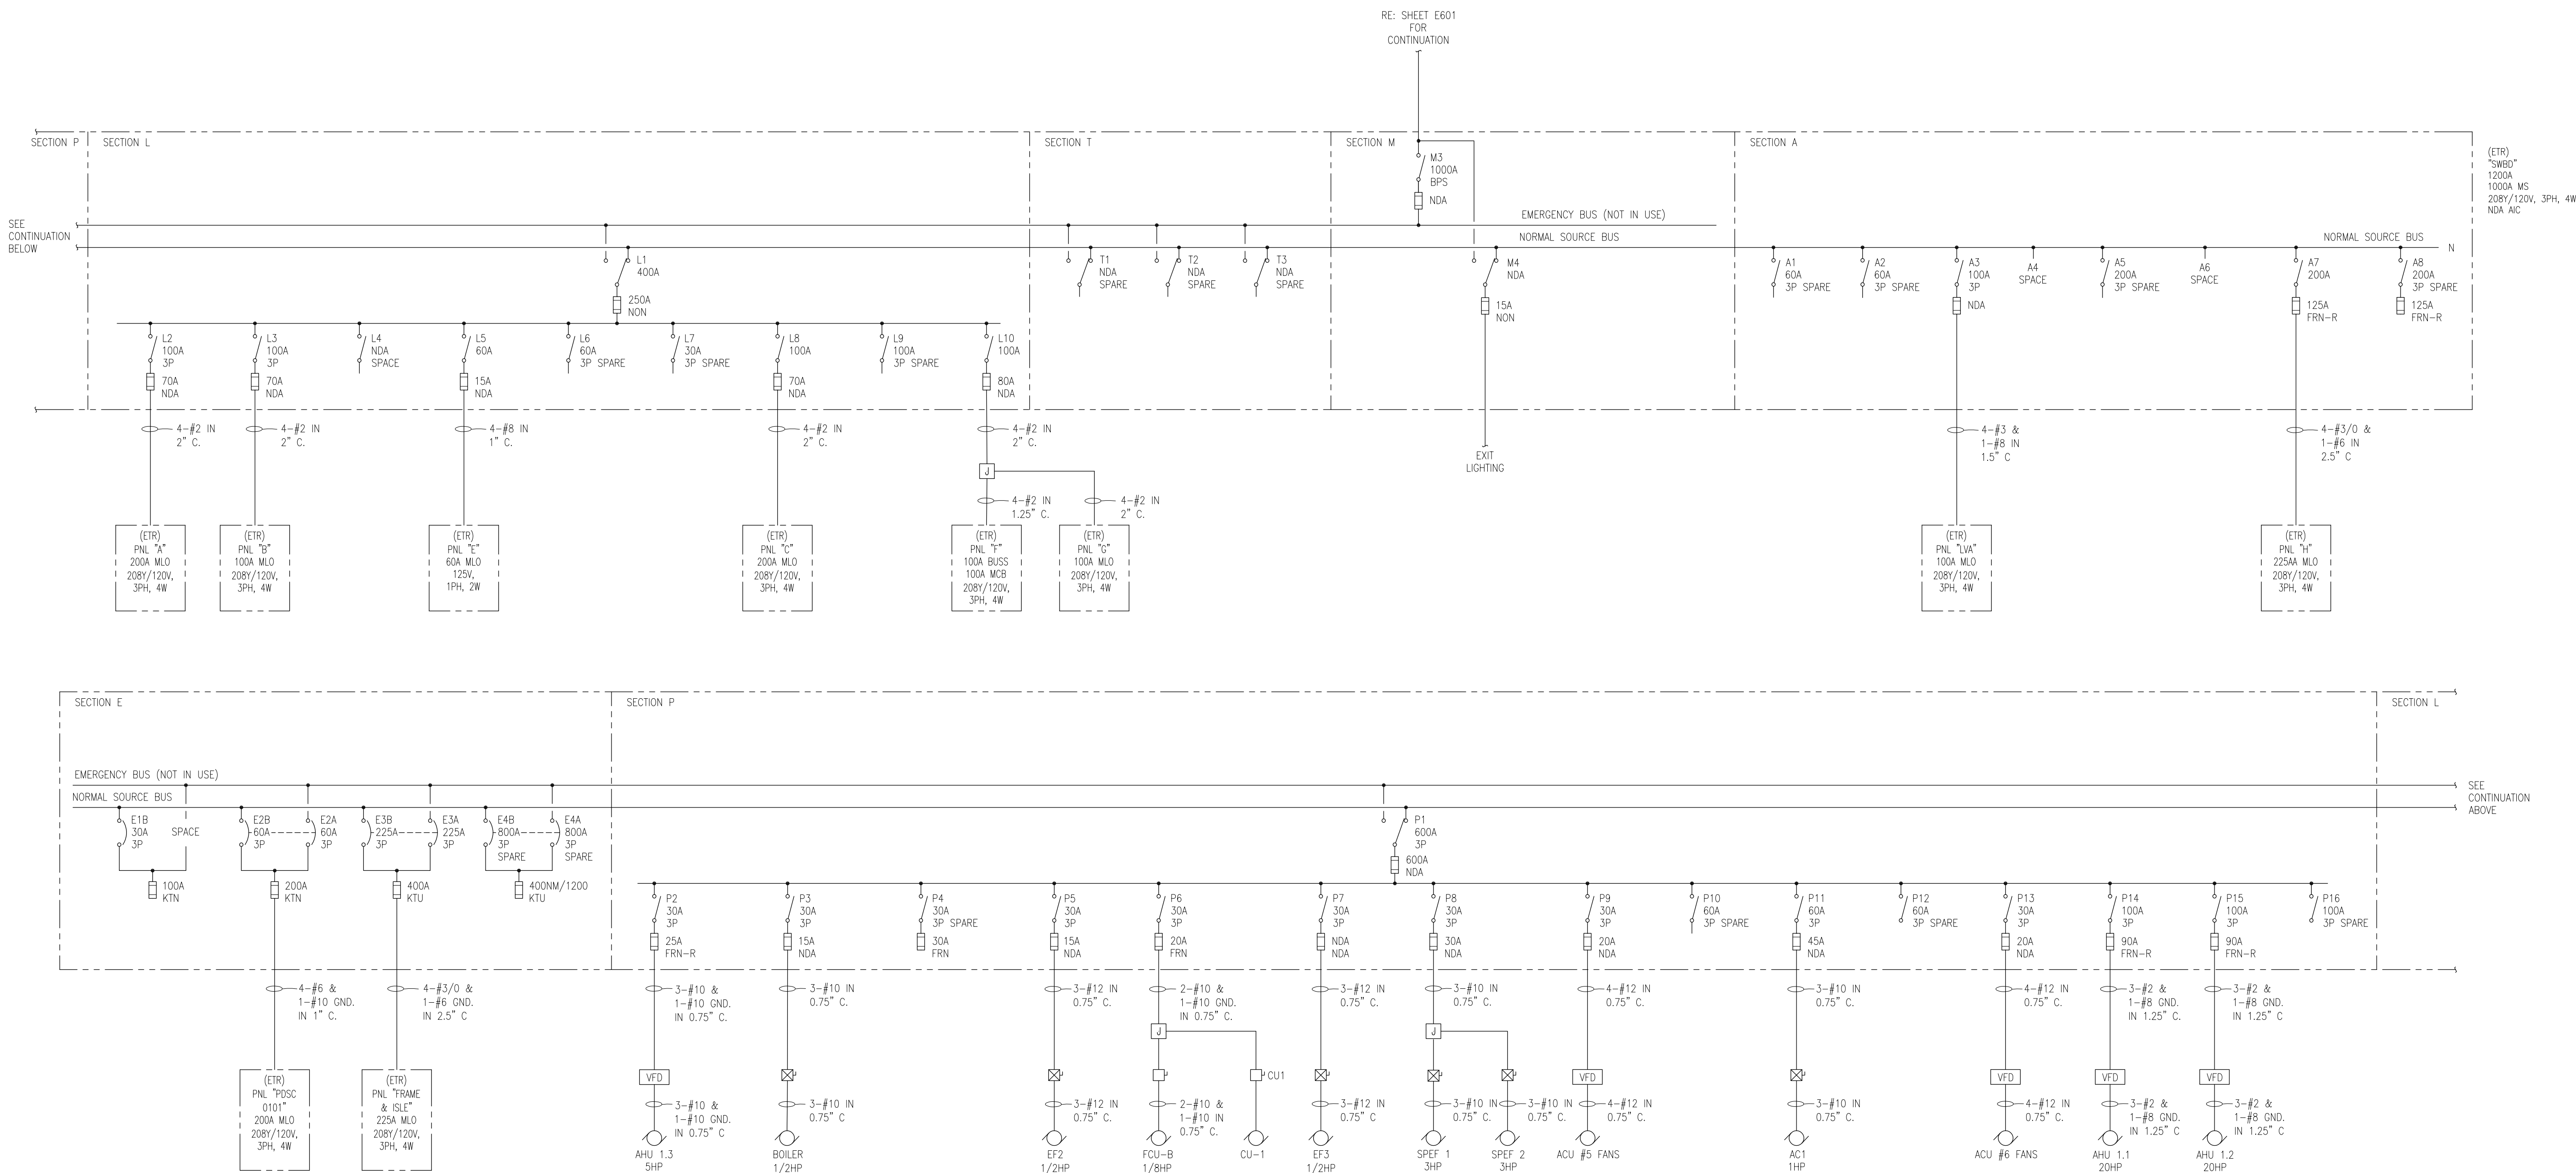 RE: SHEET E601
FOR
CONTINUATION
SECTION P
SECTION L
SECTION T
SECTION M
SECTION A
(ETR)
"SWBD"
1200A
1000A MS
208Y/120V, 3PH, 4W
NDA AIC
M3
1000A
BPS
NDA
SEE
CONTINUATION
BELOW
EMERGENCY BUS (NOT IN USE)
NORMAL SOURCE BUS
NORMAL SOURCE BUS
N
L1
400A
250A
NON
T1
NDA
SPARE
T2
NDA
SPARE
T3
NDA
SPARE
M4
NDA
15A
NON
A1
60A
3P SPARE
A2
60A
3P SPARE
A3
100A
3P
NDA
A4
SPACE
A5
200A
3P SPARE
A6
SPACE
A7
200A
125A
FRN-R
A8
200A
3P SPARE
125A
FRN-R
L2
100A
3P
70A
NDA
L3
100A
3P
70A
NDA
L4
NDA
SPACE
L5
60A
15A
NDA
L6
60A
3P SPARE
L7
30A
3P SPARE
L8
100A
70A
NDA
L9
100A
3P SPARE
L10
100A
80A
NDA
4-#2 IN
2" C.
4-#2 IN
2" C.
4-#8 IN
1" C.
4-#2 IN
2" C.
4-#2 IN
2" C.
J
4-#2 IN
1.25" C.
4-#2 IN
2" C.
EXIT
LIGHTING
4-#3 &
1-#8 IN
1.5" C
4-#3/0 &
1-#6 IN
2.5" C
(ETR)
PNL "A"
200A MLO
208Y/120V,
3PH, 4W
(ETR)
PNL "B"
100A MLO
208Y/120V,
3PH, 4W
(ETR)
PNL "E"
60A MLO
125V,
1PH, 2W
(ETR)
PNL "C"
200A MLO
208Y/120V,
3PH, 4W
(ETR)
PNL "F"
100A BUSS
100A MCB
208Y/120V,
3PH, 4W
(ETR)
PNL "G"
100A MLO
208Y/120V,
3PH, 4W
(ETR)
PNL "LVA"
100A MLO
208Y/120V,
3PH, 4W
(ETR)
PNL "H"
225AA MLO
208Y/120V,
3PH, 4W
SECTION E
SECTION P
SECTION L
EMERGENCY BUS (NOT IN USE)
NORMAL SOURCE BUS
SEE
CONTINUATION
ABOVE
E1B
30A
3P
SPACE
100A
KTN
E2B
60A
3P
E2A
60A
3P
200A
KTN
E3B
225A
3P
E3A
225A
3P
400A
KTU
E4B
800A
3P
SPARE
E4A
800A
3P
SPARE
400NM/1200
KTU
P1
600A
3P
600A
NDA
P2
30A
3P
25A
FRN-R
P3
30A
3P
15A
NDA
P4
30A
3P SPARE
30A
FRN
P5
30A
3P
15A
NDA
P6
30A
3P
20A
FRN
P7
30A
3P
NDA
NDA
P8
30A
3P
30A
NDA
P9
30A
3P
20A
NDA
P10
60A
3P SPARE
P11
60A
3P
45A
NDA
P12
60A
3P SPARE
P13
30A
3P
20A
NDA
P14
100A
3P
90A
FRN-R
P15
100A
3P
90A
FRN-R
P16
100A
3P SPARE
4-#6 &
1-#10 GND.
IN 1" C.
4-#3/0 &
1-#6 GND.
IN 2.5" C
3-#10 &
1-#10 GND.
IN 0.75" C.
3-#10 IN
0.75" C.
3-#12 IN
0.75" C.
2-#10 &
1-#10 GND.
IN 0.75" C.
3-#12 IN
0.75" C.
3-#10 IN
0.75" C.
4-#12 IN
0.75" C.
3-#10 IN
0.75" C.
4-#12 IN
0.75" C.
3-#2 &
1-#8 GND.
IN 1.25" C.
3-#2 &
1-#8 GND.
IN 1.25" C
J
J
(ETR)
PNL "PDSC
0101"
200A MLO
208Y/120V,
3PH, 4W
(ETR)
PNL "FRAME
& ISLE"
225A MLO
208Y/120V,
3PH, 4W
VFD
CU1
VFD
VFD
VFD
VFD
3-#10 &
1-#10 GND.
IN 0.75" C
3-#10 IN
0.75" C
3-#12 IN
0.75" C.
2-#10 &
1-#10 IN
0.75" C.
3-#12 IN
0.75" C
3-#10 IN
0.75" C.
3-#10 IN
0.75" C.
4-#12 IN
0.75" C.
3-#10 IN
0.75" C.
4-#12 IN
0.75" C.
3-#2 &
1-#8 GND.
IN 1.25" C
3-#2 &
1-#8 GND.
IN 1.25" C
AHU 1.3
5HP
BOILER
1/2HP
EF2
1/2HP
FCU-B
1/8HP
CU-1
EF3
1/2HP
SPEF 1
3HP
SPEF 2
3HP
ACU #5 FANS
AC1
1HP
ACU #6 FANS
AHU 1.1
20HP
AHU 1.2
20HP